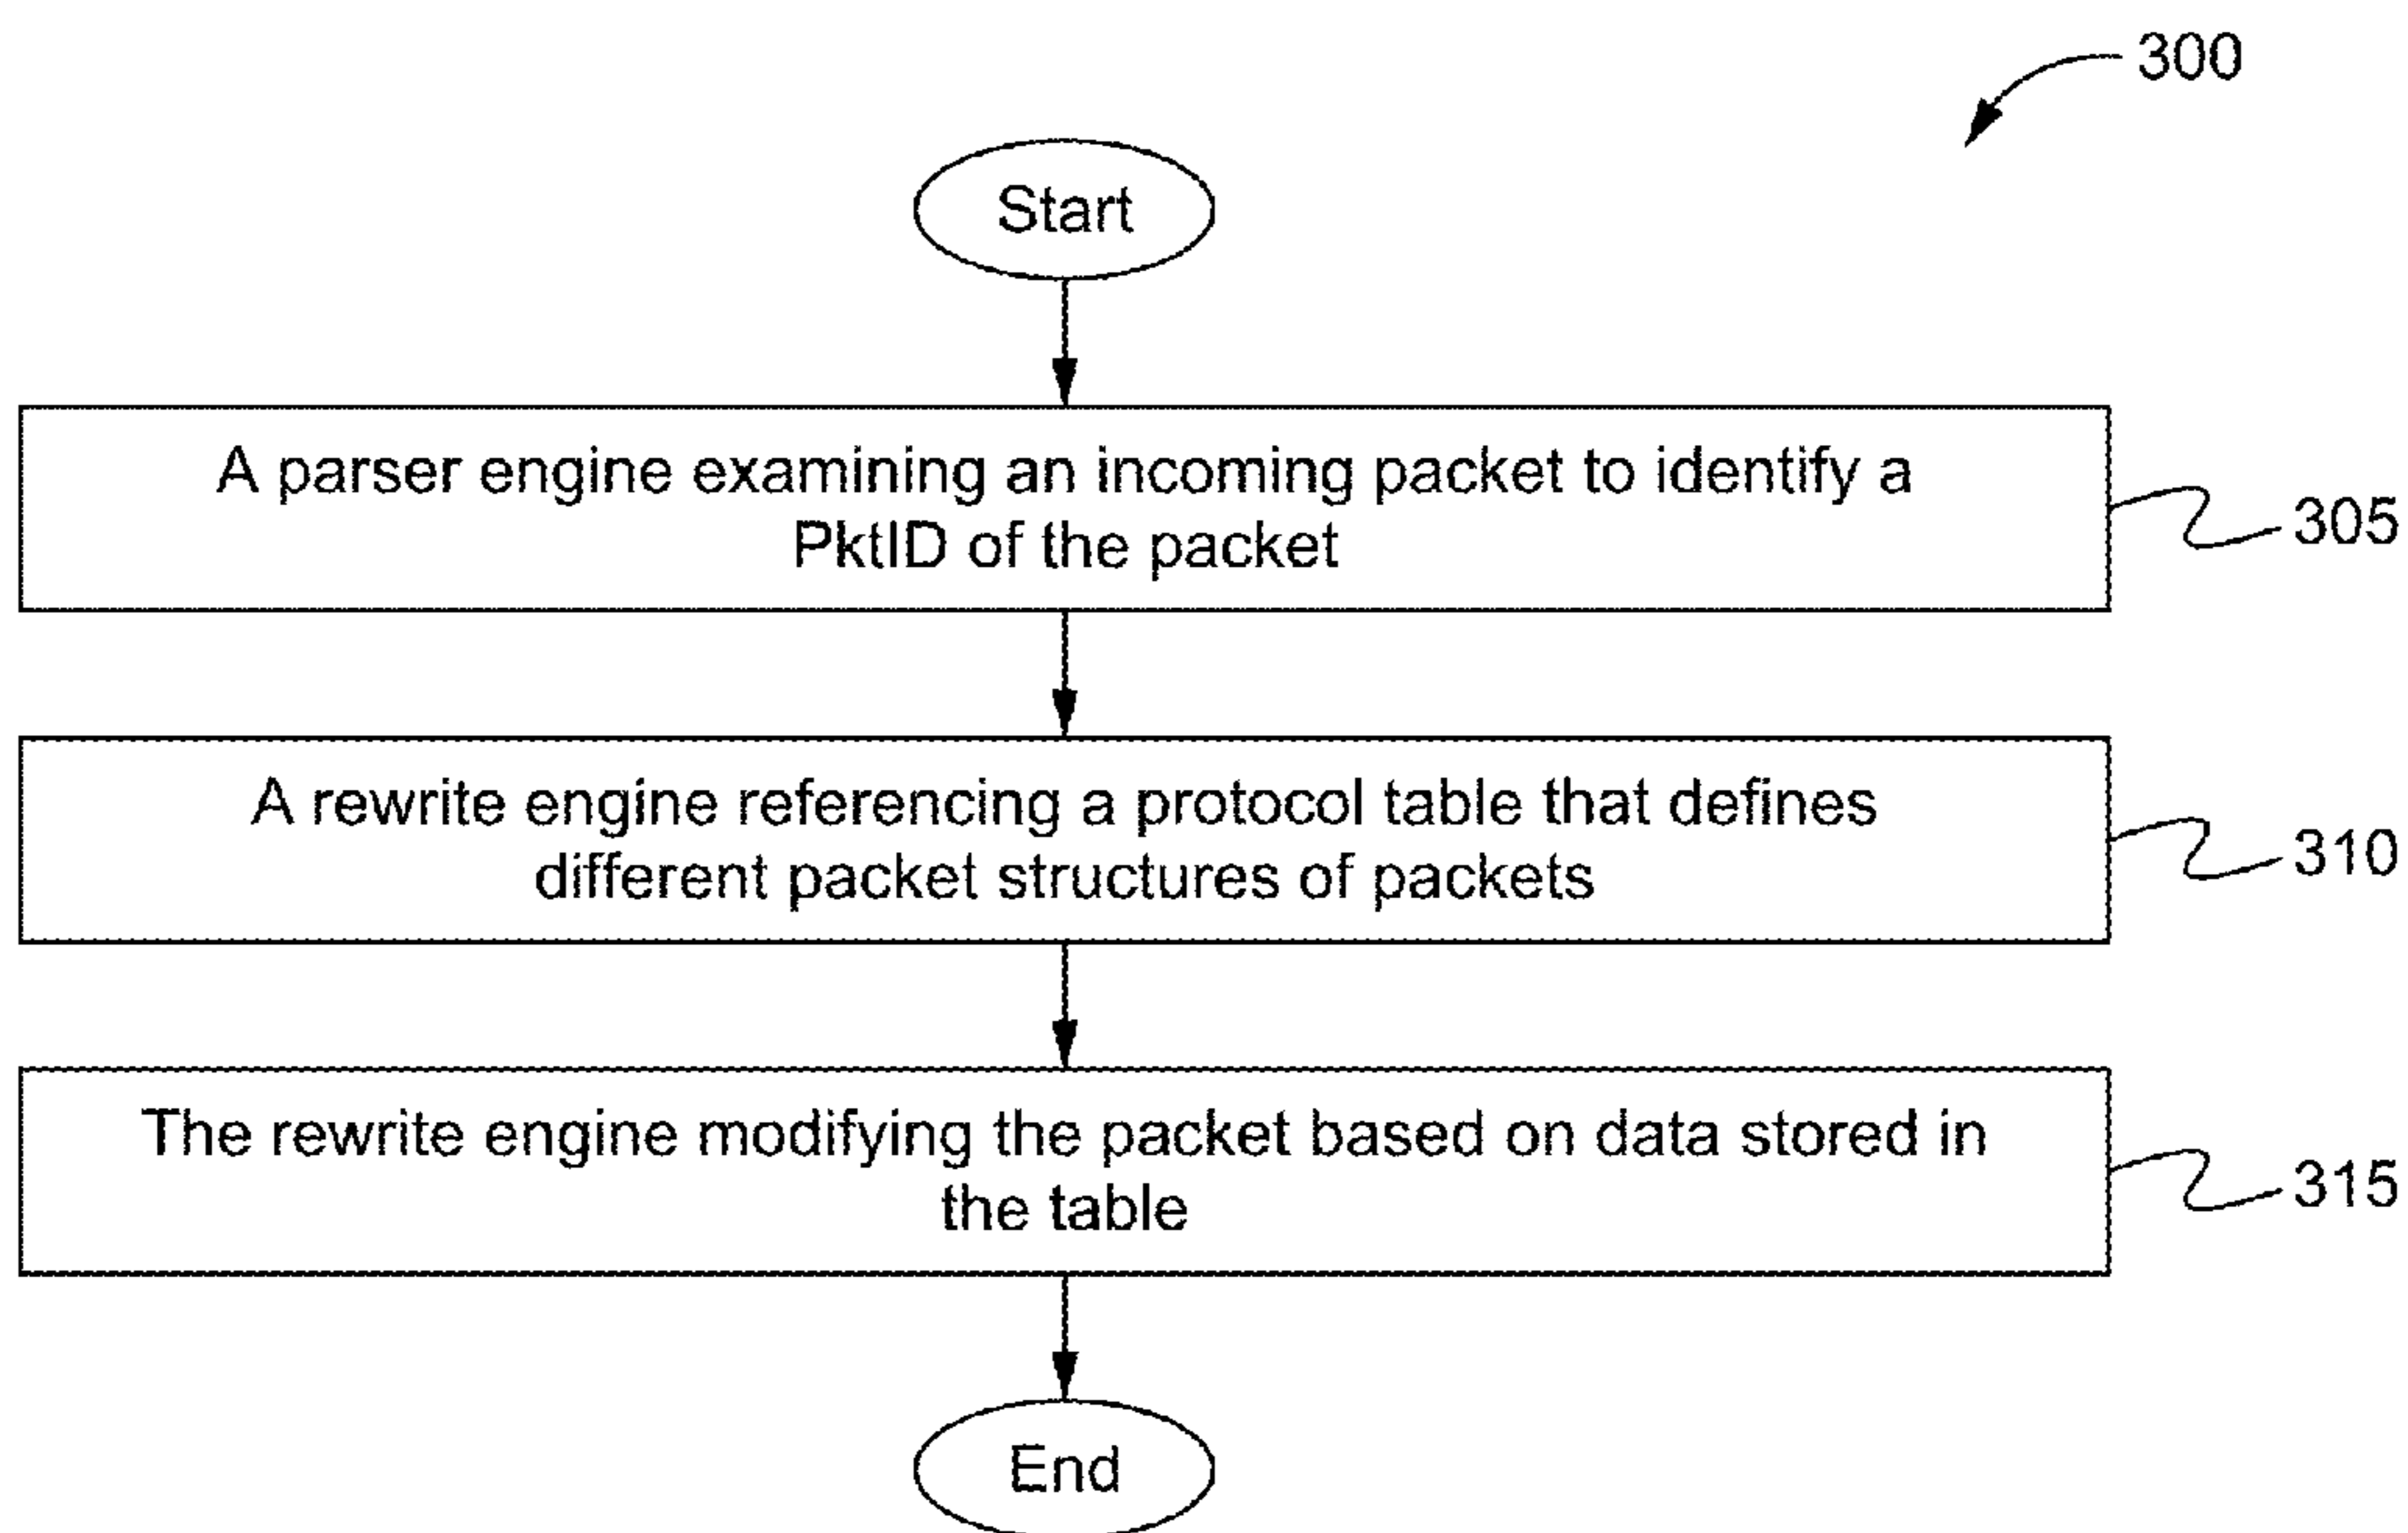 300
Start
A parser engine examining an incoming packet to identify a
PktID of the packet
305
A rewrite engine referencing a protocol table that defines
different packet structures of packets
310
The rewrite engine modifying the packet based on data stored in
the table
315
End